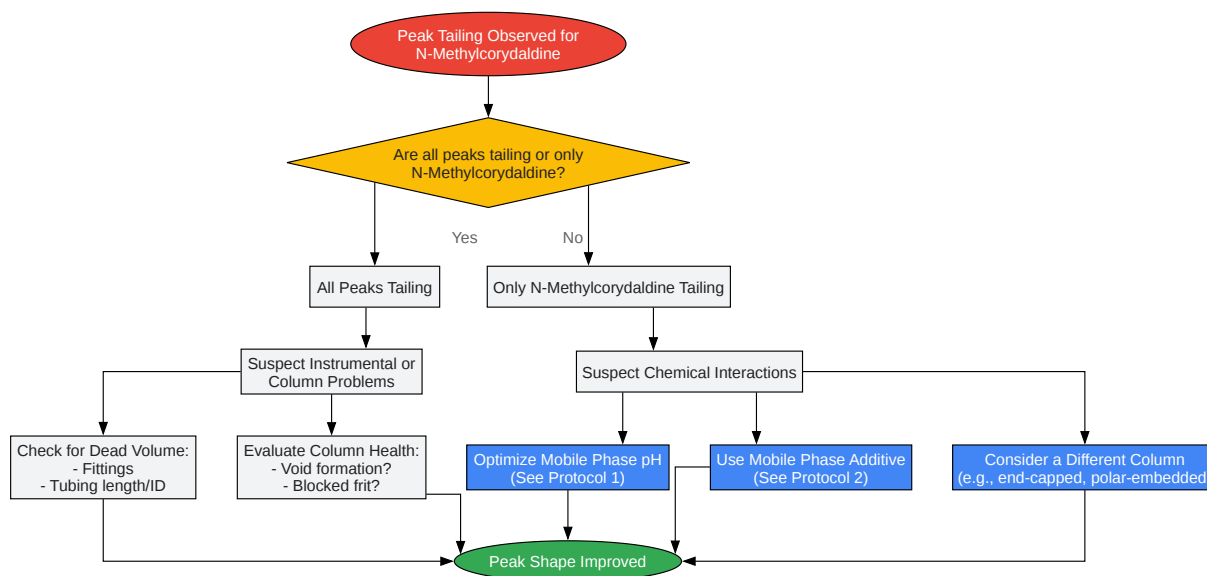 Peak Tailing Observed for
N-Methylcorydaldine
Are all peaks tailing or only
N-Methylcorydaldine?
Yes
No
All Peaks Tailing
Only N-Methylcorydaldine Tailing
Suspect Instrumental or
Column Problems
Suspect Chemical Interactions
Check for Dead Volume:
- Fittings
- Tubing length/ID
Evaluate Column Health:
- Void formation?
- Blocked frit?
Optimize Mobile Phase pH
(See Protocol 1)
Use Mobile Phase Additive
(See Protocol 2)
Consider a Different Column
(e.g., end-capped, polar-embedded
Peak Shape Improved